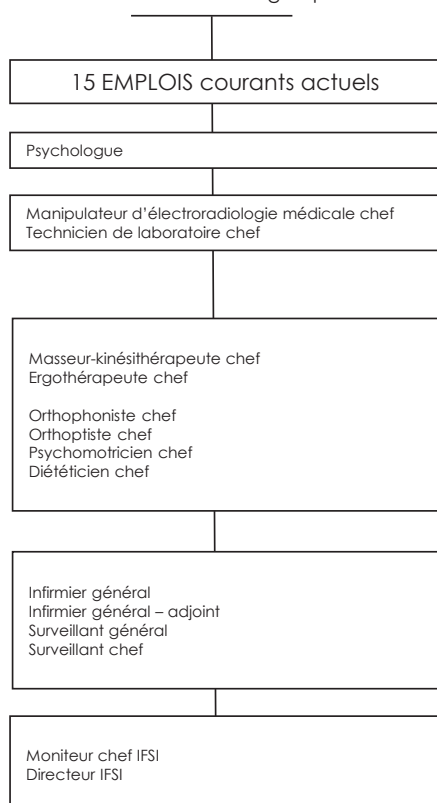 15 EMPLOIS courants actuels
Psychologue
Manipulateur d'électroradiologie médicale chef
Technicien de laboratoire chef
Masseur-kinésithérapeute chef
Ergothérapeute chef
Orthophoniste chef
Orthoptiste chef
Psychomotricien chef
Diététicien chef
Infirmier général
Infirmier général – adjoint
Surveillant général
Surveillant chef
Moniteur chef IFSI
Directeur IFSI